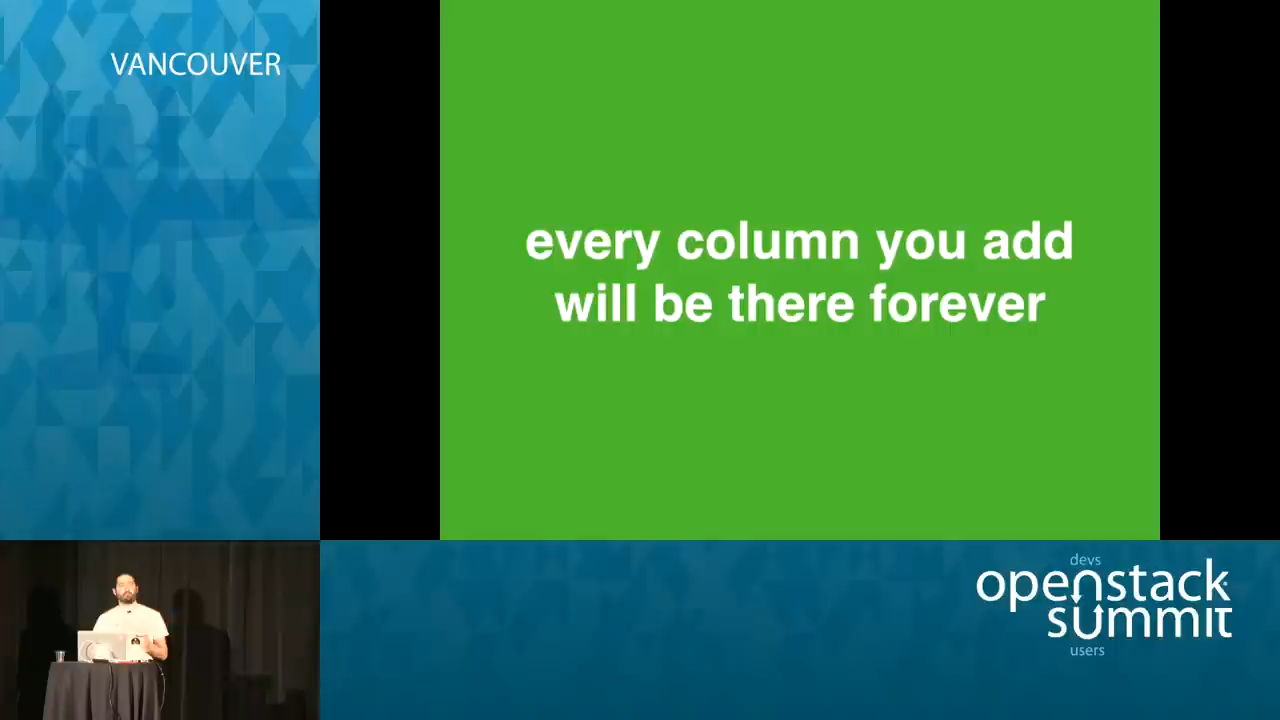 VANCOUVER
every column you add
will be there forever
devs
openstack
summit
users